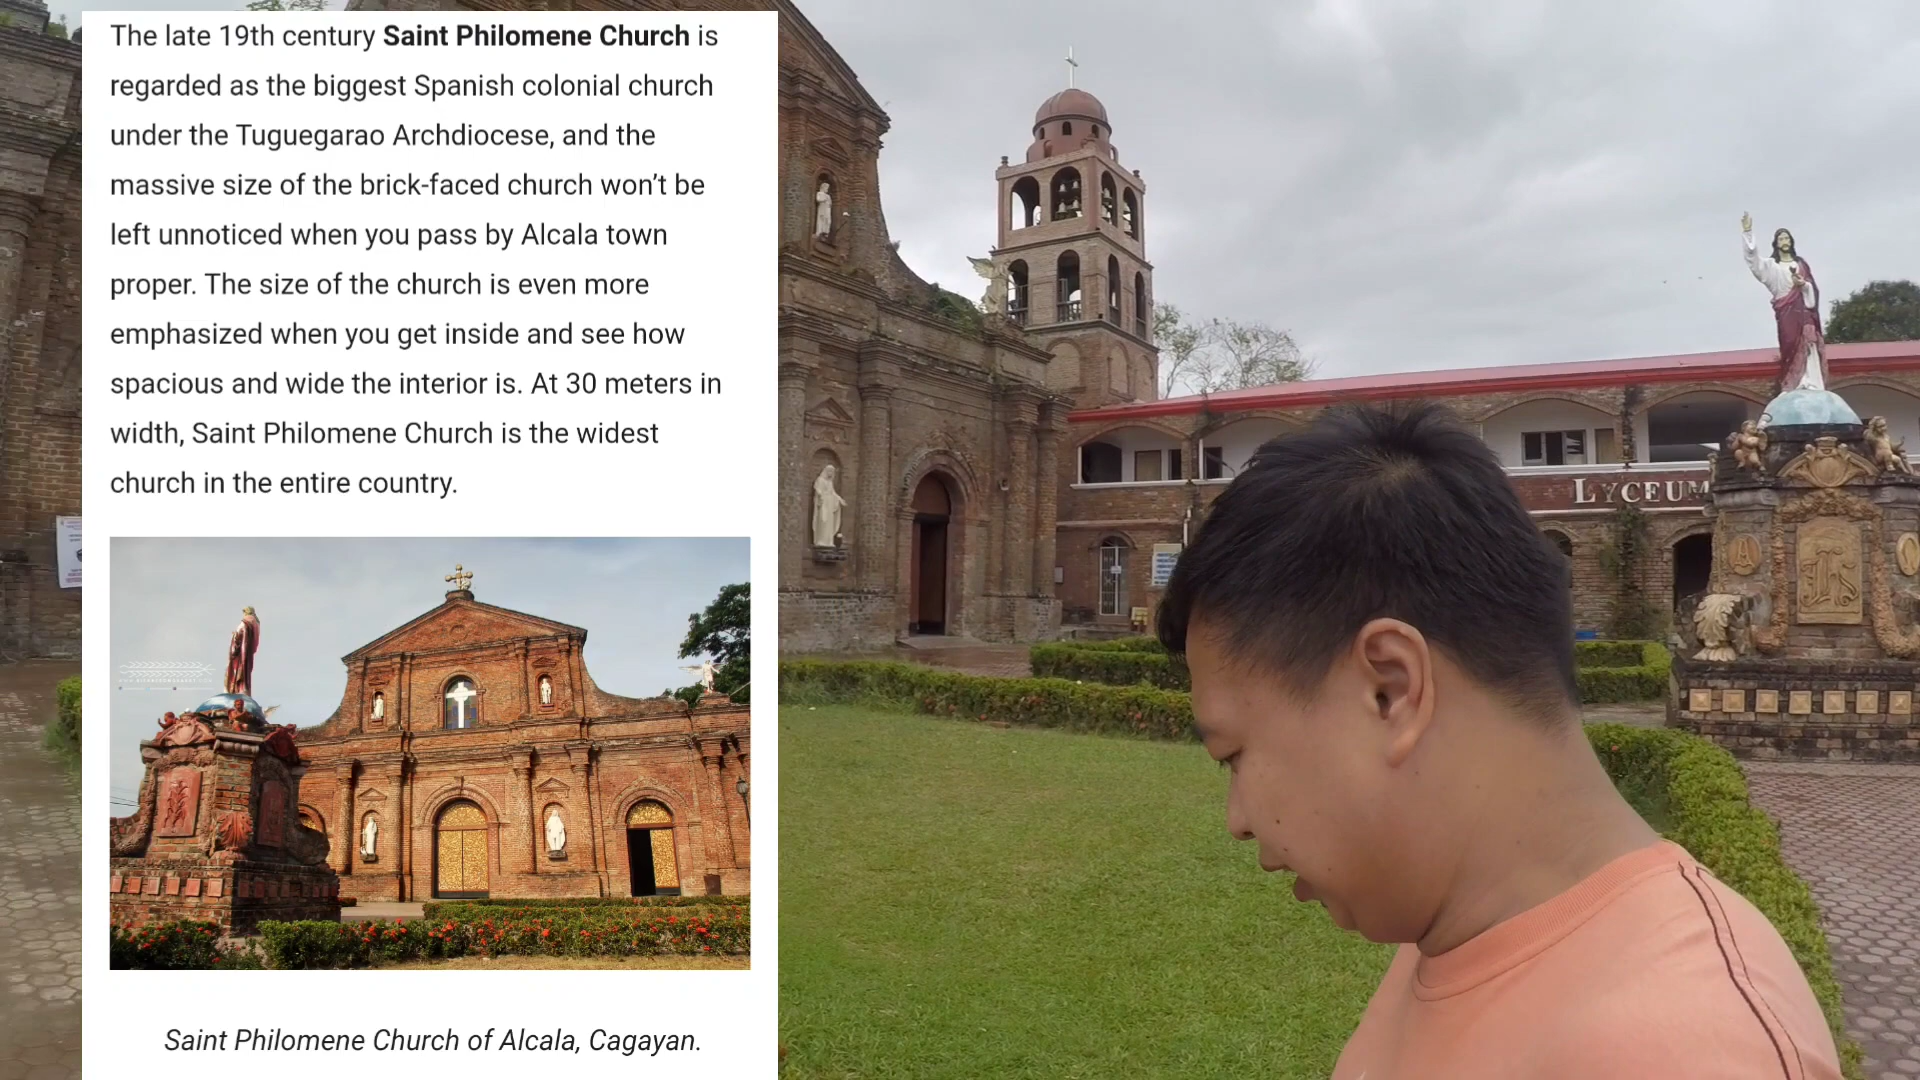 The late 19th century Saint Philomene Church is
regarded as the biggest Spanish colonial church
under the Tuguegarao Archdiocese, and the
massive size of the brick-faced church won’t be
left unnoticed when you pass by Alcala town
proper. The size of the church is even more
emphasized when you get inside and see how
spacious and wide the interior is. At 30 meters in
width, Saint Philomene Church is the widest
church in the entire country.
Saint Philomene Church of Alcala, Cagayan.
LYCEUM